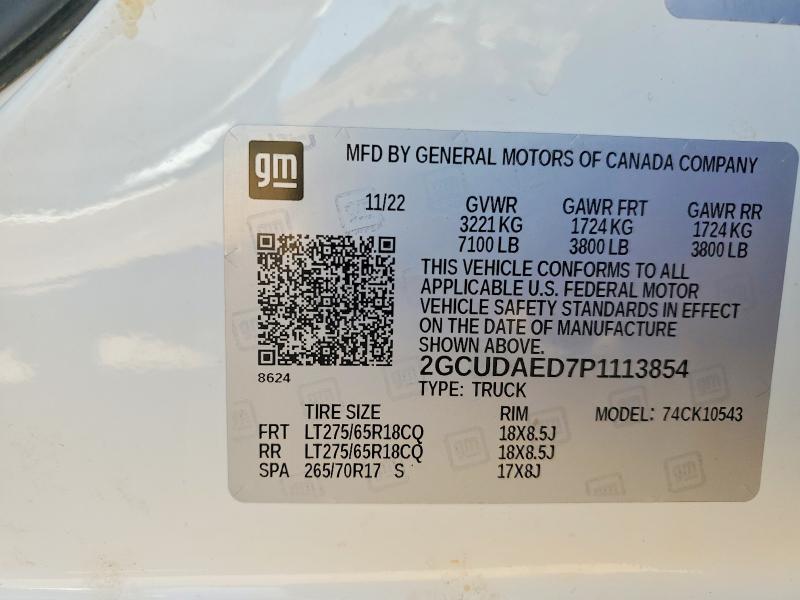 gm
MFD BY GENERAL MOTORS OF CANADA COMPANY
11/22 GVWR GAWR FRT GAWR RR
3221 KG 1724 KG 1724 KG
7100 LB 3800 LB 3800 LB
THIS VEHICLE CONFORMS TO ALL
APPLICABLE U.S. FEDERAL MOTOR
VEHICLE SAFETY STANDARDS IN EFFECT
ON THE DATE OF MANUFACTURE
SHOWN ABOVE.
8624
2GCUDAED7P1113854
TYPE: TRUCK
TIRE SIZE RIM MODEL: 74CK10543
FRT LT275/65R18CQ 18X8.5J
RR LT275/65R18CQ 18X8.5J
SPA 265/70R17 S 17X8J